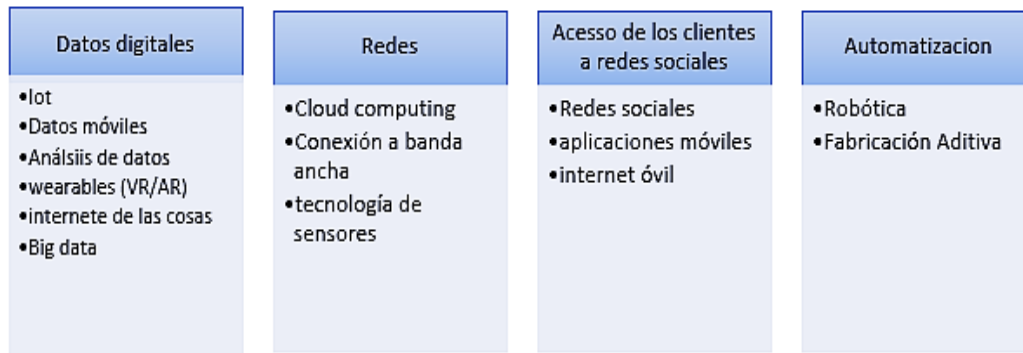 Datos digitales
•Iot
•Datos móviles
•Análsiis de datos
•wearables (VR/AR)
•internete de las cosas
•Big data
Redes
•Cloud computing
•Conexión a banda
ancha
•tecnología de
sensores
Acesso de los clientes
a redes sociales
•Redes sociales
•aplicaciones móviles
•internet óvil
Automatizacion
•Robótica
•Fabricación Aditiva